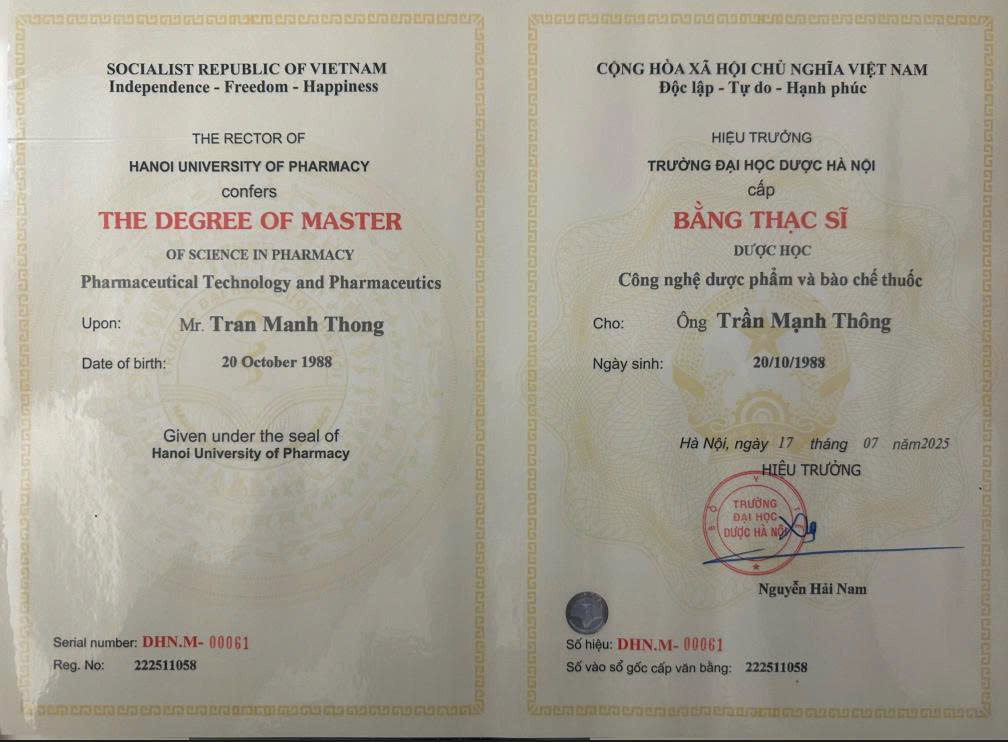 SOCIALIST REPUBLIC OF VIETNAM
Independence - Freedom - Happiness
THE RECTOR OF
HANOI UNIVERSITY OF PHARMACY
confers
THE DEGREE OF MASTER
OF SCIENCE IN PHARMACY
Pharmaceutical Technology and Pharmaceutics
Upon: Mr. Tran Manh Thong
Date of birth: 20 October 1988
Given under the seal of
Hanoi University of Pharmacy
Serial number: DHN.M- 00061
Reg. No: 222511058
CỘNG HÒA XÃ HỘI CHỦ NGHĨA VIỆT NAM
Độc lập - Tự do - Hạnh phúc
HIỆU TRƯỞNG
TRƯỜNG ĐẠI HỌC DƯỢC HÀ NỘI
cấp
BẰNG THẠC SĨ
DƯỢC HỌC
Công nghệ dược phẩm và bào chế thuốc
Cho: Ông Trần Mạnh Thông
Ngày sinh: 20/10/1988
Hà Nội, ngày 17 tháng 07 năm2025
HIỆU TRƯỞNG
BỘ Y TẾ
TRƯỜNG
ĐẠI HỌC
DƯỢC HÀ NỘI
Nguyễn Hải Nam
Số hiệu: DHN.M- 00061
Số vào sổ gốc cấp văn bằng: 222511058